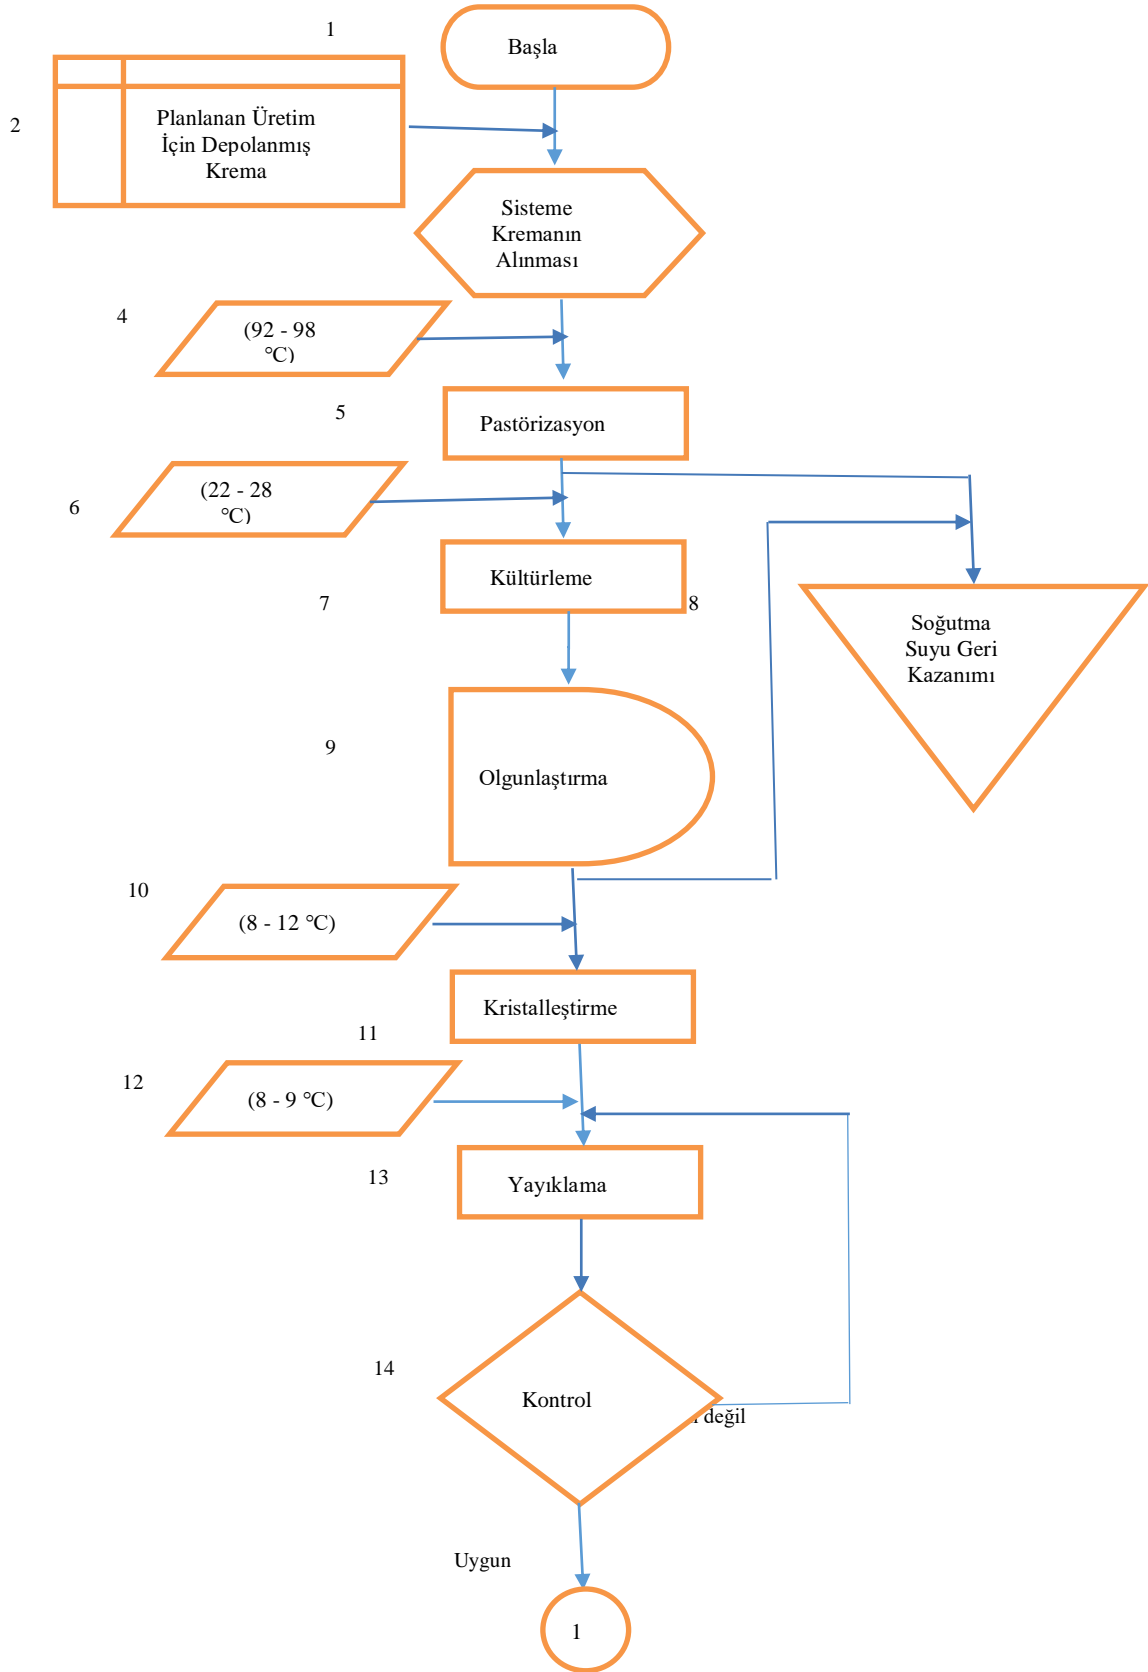 1
Başla
2
Planlanan Üretim
İçin Depolanmış
Krema
Sisteme
Kremanın
Alınması
4
(92 - 98
°C)
5
Pastörizasyon
6
(22 - 28
°C)
Kültürleme
7
8
Soğutma
Suyu Geri
Kazanımı
9
Olgunlaştırma
10
(8 - 12 °C)
Kristalleştirme
11
12
(8 - 9 °C)
13
Yayıklama
14
Kontrol
değil
Uygun
1